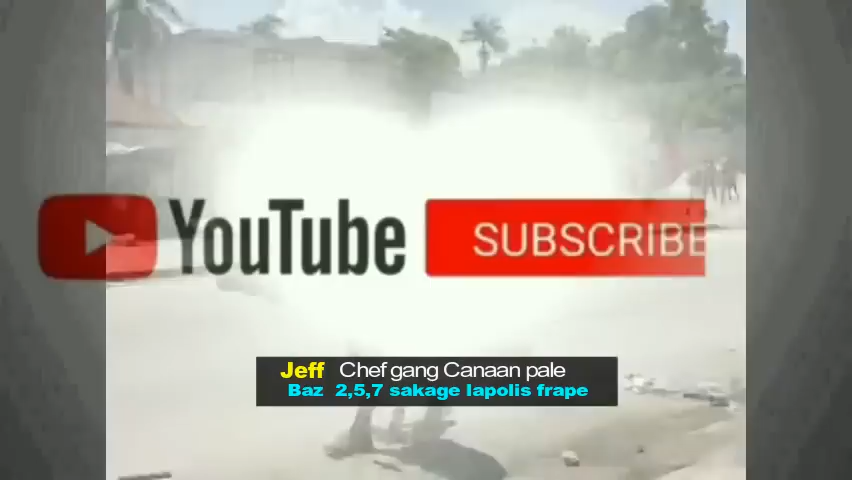 YouTube SUBSCRIBE
Jeff Chef gang Canaan pale
Baz 2,5,7 sakage lapolis frape